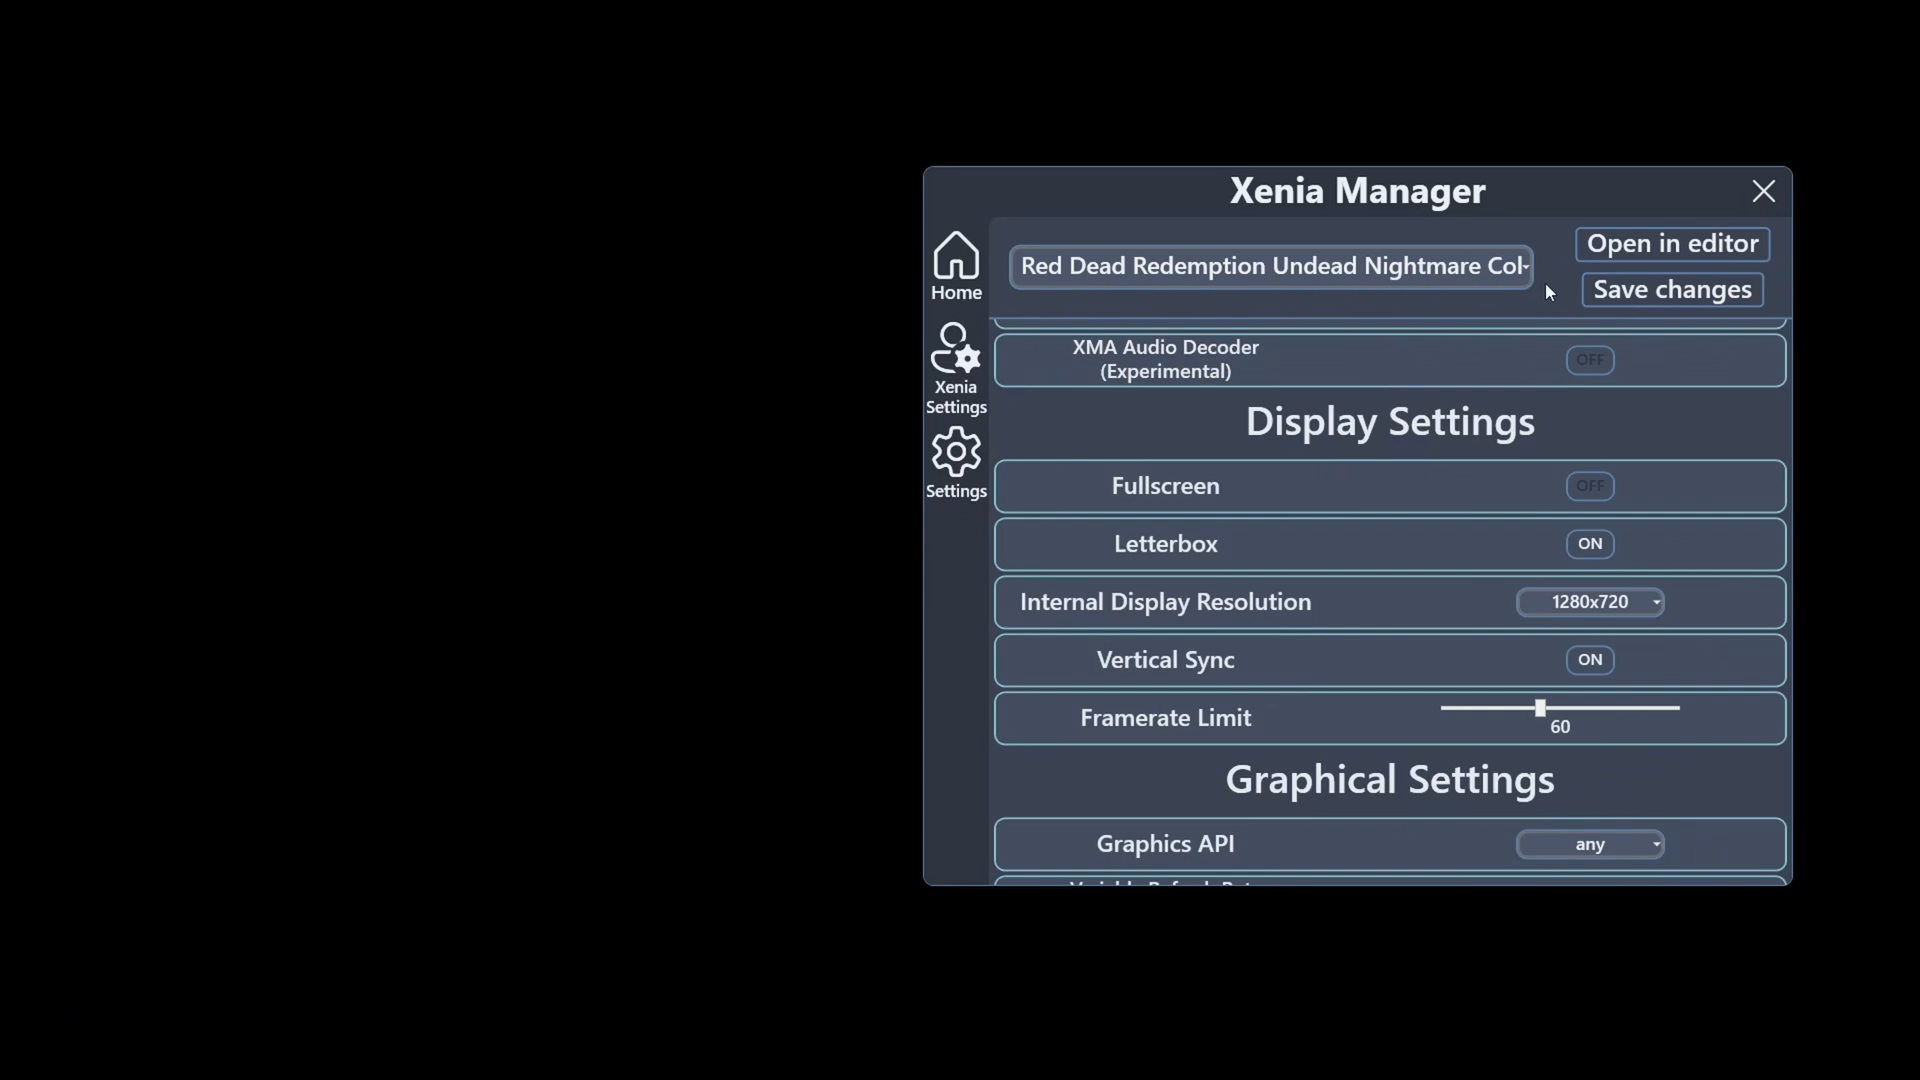 Xenia Manager
Home
Xenia
Settings
Settings
Red Dead Redemption Undead Nightmare Col
Open in editor
Save changes
XMA Audio Decoder
(Experimental)
OFF
Display Settings
Fullscreen
OFF
Letterbox
ON
Internal Display Resolution
1280x720
Vertical Sync
ON
Framerate Limit
60
Graphical Settings
Graphics API
any